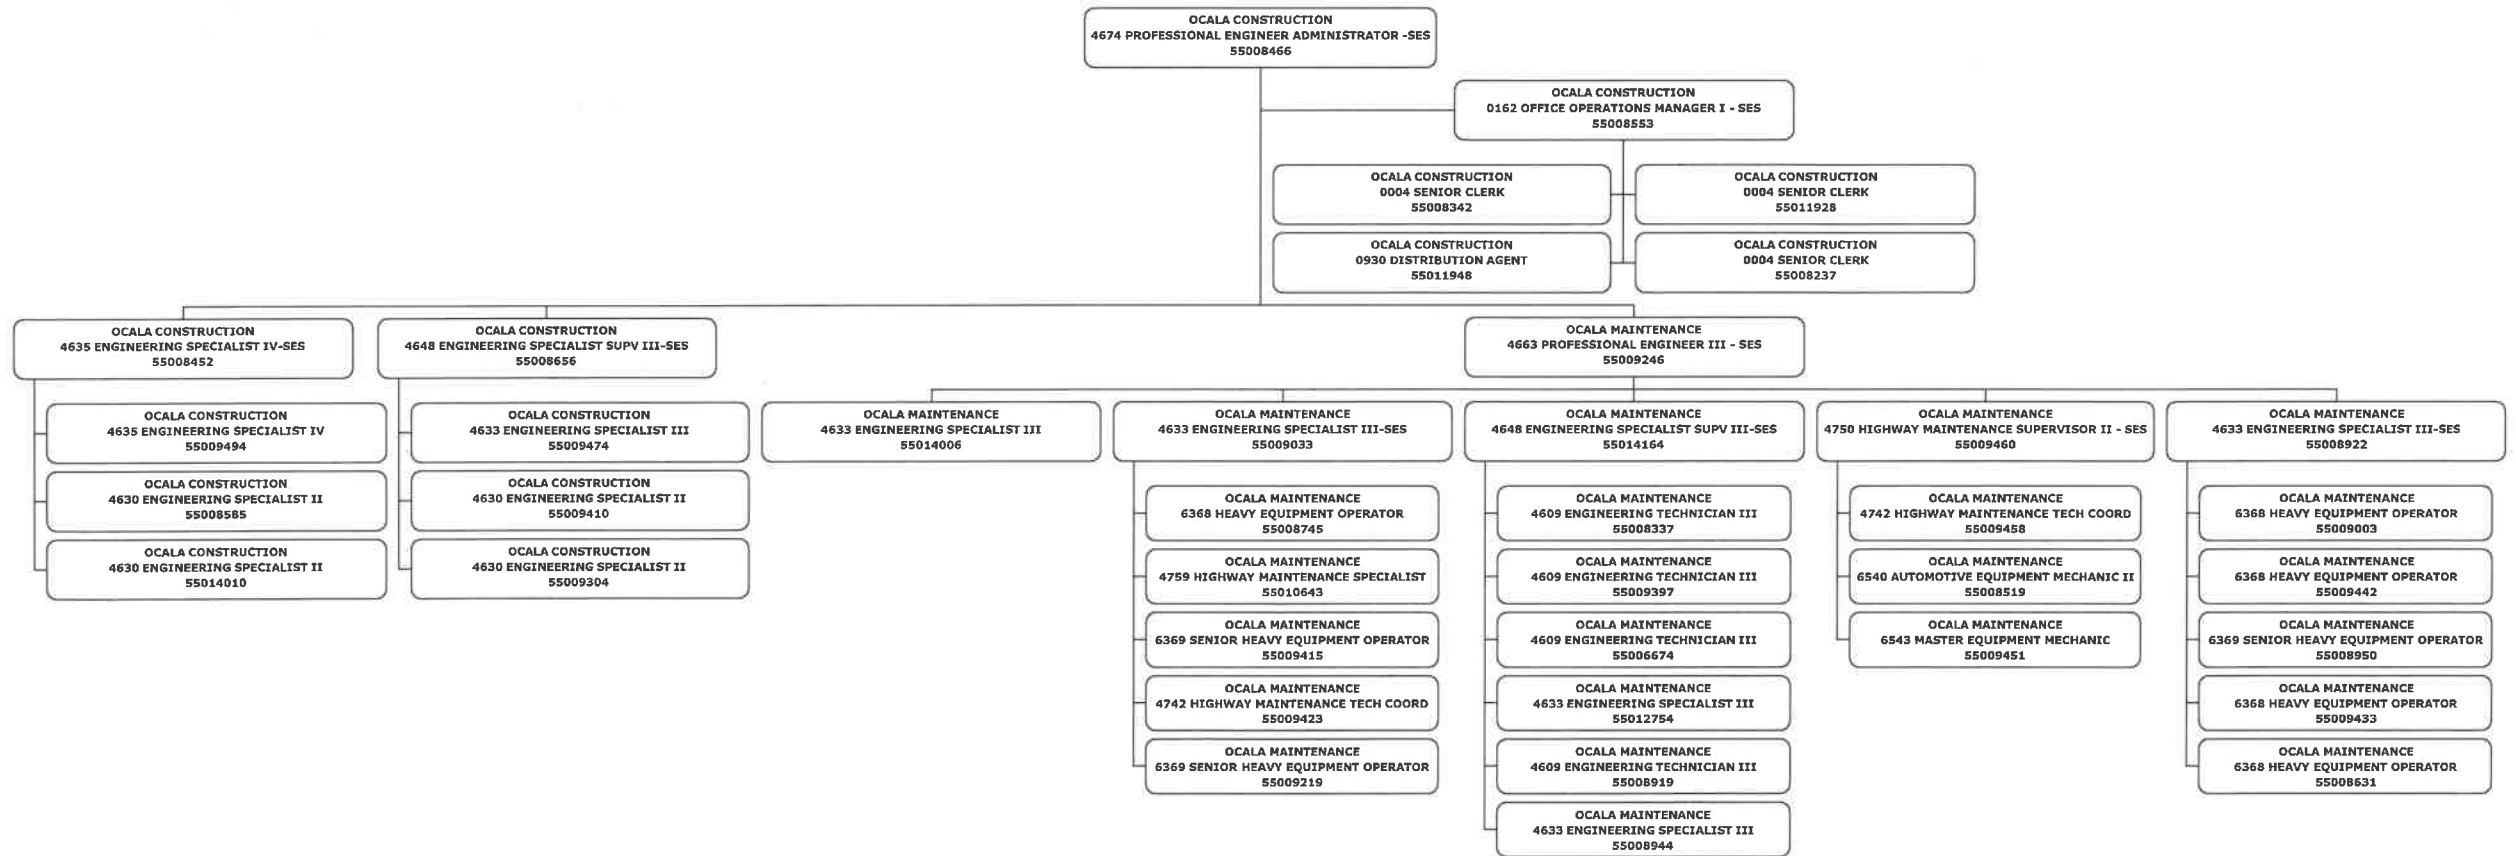 OCALA CONSTRUCTION
4674 PROFESSIONAL ENGINEER ADMINISTRATOR -SES
55008466
OCALA CONSTRUCTION
0162 OFFICE OPERATIONS MANAGER I - SES
55008553
OCALA CONSTRUCTION
0004 SENIOR CLERK
55008342
OCALA CONSTRUCTION
0004 SENIOR CLERK
55011928
OCALA CONSTRUCTION
0930 DISTRIBUTION AGENT
55011948
OCALA CONSTRUCTION
0004 SENIOR CLERK
55008237
OCALA CONSTRUCTION
4635 ENGINEERING SPECIALIST IV-SES
55008452
OCALA CONSTRUCTION
4635 ENGINEERING SPECIALIST IV
55009494
OCALA CONSTRUCTION
4630 ENGINEERING SPECIALIST II
55008585
OCALA CONSTRUCTION
4630 ENGINEERING SPECIALIST II
55014010
OCALA CONSTRUCTION
4648 ENGINEERING SPECIALIST SUPV III-SES
55008656
OCALA CONSTRUCTION
4633 ENGINEERING SPECIALIST III
55009474
OCALA CONSTRUCTION
4630 ENGINEERING SPECIALIST II
55009410
OCALA CONSTRUCTION
4630 ENGINEERING SPECIALIST II
55009304
OCALA MAINTENANCE
4663 PROFESSIONAL ENGINEER III - SES
55009246
OCALA MAINTENANCE
4633 ENGINEERING SPECIALIST III
55014006
OCALA MAINTENANCE
4633 ENGINEERING SPECIALIST III-SES
55009033
OCALA MAINTENANCE
6368 HEAVY EQUIPMENT OPERATOR
55008745
OCALA MAINTENANCE
4759 HIGHWAY MAINTENANCE SPECIALIST
55010643
OCALA MAINTENANCE
6369 SENIOR HEAVY EQUIPMENT OPERATOR
55009415
OCALA MAINTENANCE
4742 HIGHWAY MAINTENANCE TECH COORD
55009423
OCALA MAINTENANCE
6369 SENIOR HEAVY EQUIPMENT OPERATOR
55009219
OCALA MAINTENANCE
4648 ENGINEERING SPECIALIST SUPV III-SES
55014164
OCALA MAINTENANCE
4609 ENGINEERING TECHNICIAN III
55008337
OCALA MAINTENANCE
4609 ENGINEERING TECHNICIAN III
55009397
OCALA MAINTENANCE
4609 ENGINEERING TECHNICIAN III
55006674
OCALA MAINTENANCE
4633 ENGINEERING SPECIALIST III
55012754
OCALA MAINTENANCE
4609 ENGINEERING TECHNICIAN III
55008919
OCALA MAINTENANCE
4633 ENGINEERING SPECIALIST III
55008944
OCALA MAINTENANCE
4750 HIGHWAY MAINTENANCE SUPERVISOR II - SES
55009460
OCALA MAINTENANCE
4742 HIGHWAY MAINTENANCE TECH COORD
55009458
OCALA MAINTENANCE
6540 AUTOMOTIVE EQUIPMENT MECHANIC II
55008519
OCALA MAINTENANCE
6543 MASTER EQUIPMENT MECHANIC
55009451
OCALA MAINTENANCE
4633 ENGINEERING SPECIALIST III-SES
55008922
OCALA MAINTENANCE
6368 HEAVY EQUIPMENT OPERATOR
55009003
OCALA MAINTENANCE
6368 HEAVY EQUIPMENT OPERATOR
55009442
OCALA MAINTENANCE
6369 SENIOR HEAVY EQUIPMENT OPERATOR
55008950
OCALA MAINTENANCE
6368 HEAVY EQUIPMENT OPERATOR
55009433
OCALA MAINTENANCE
6368 HEAVY EQUIPMENT OPERATOR
55008631